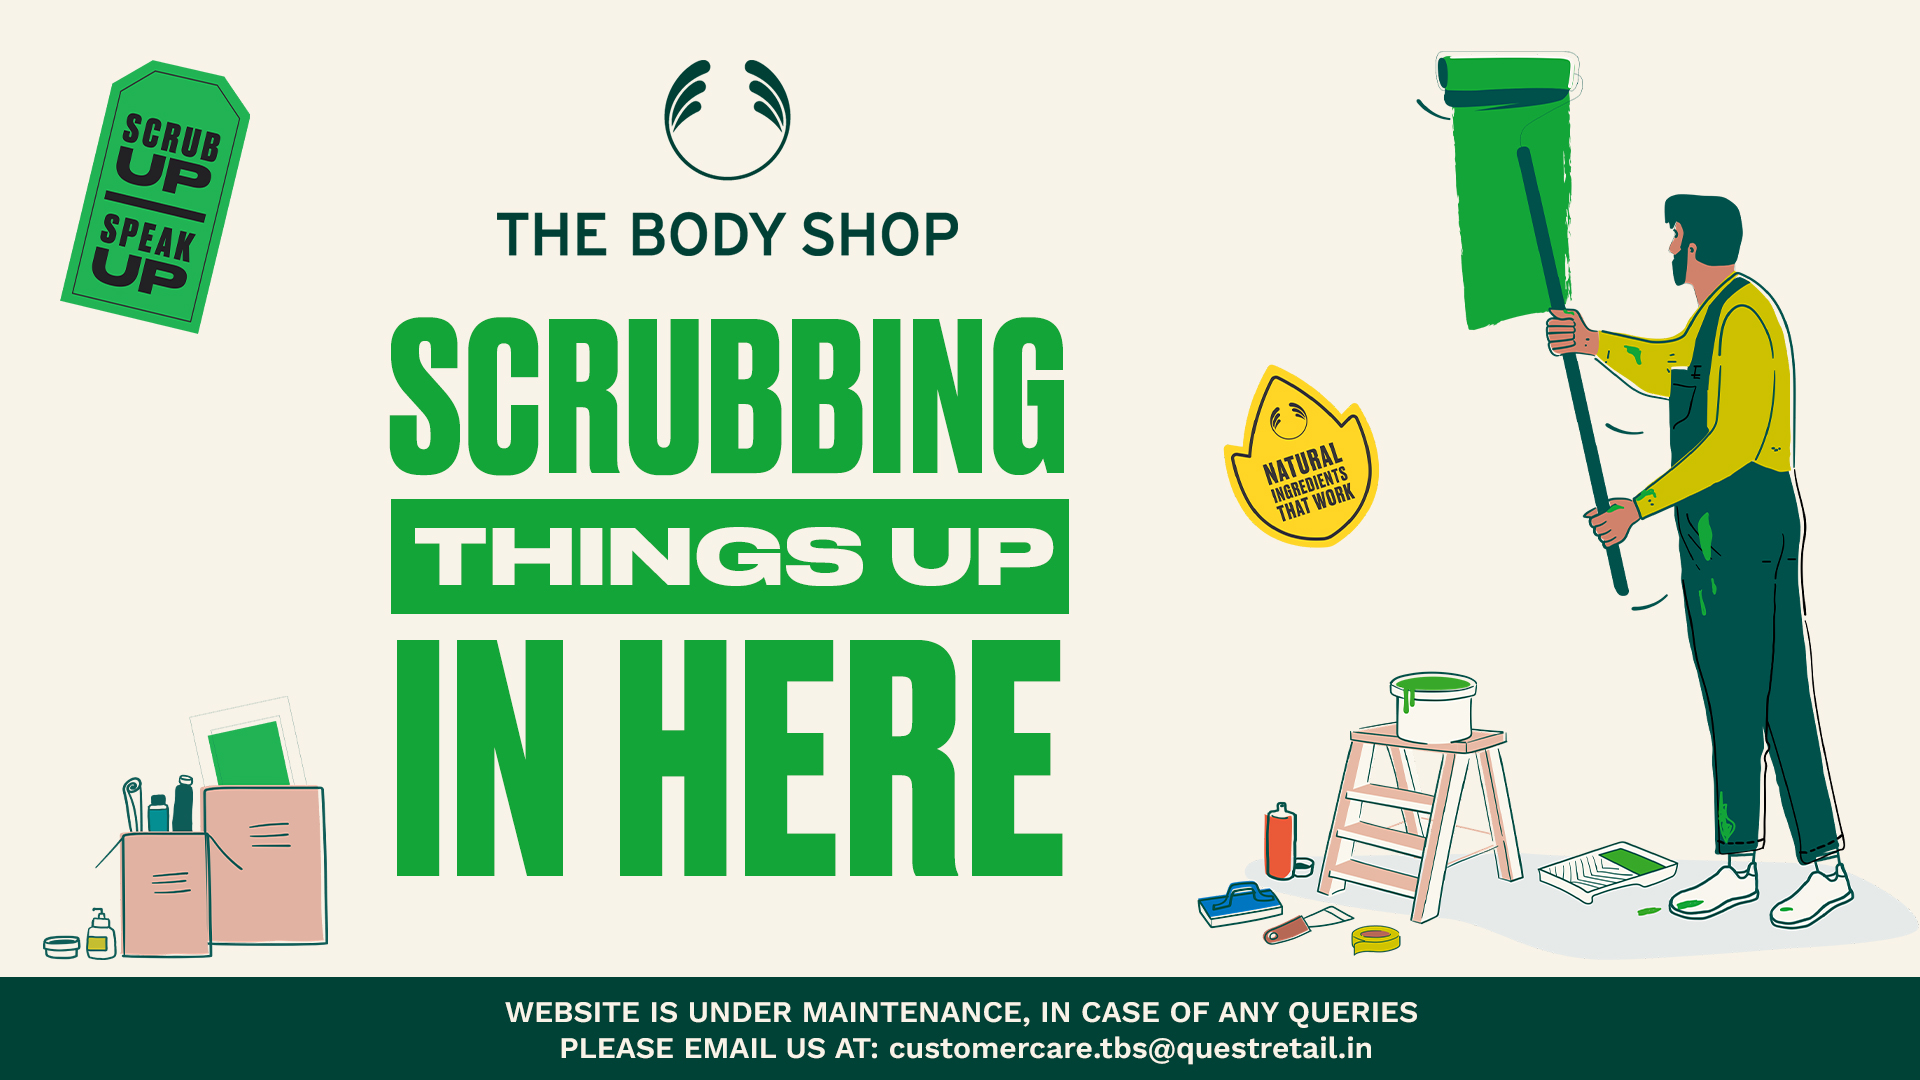 SCRUB
UP
SPEAK
UP
THE BODY SHOP
SCRUBBING
THINGS UP
IN HERE
NATURAL
INGREDIENTS
THAT WORK
WEBSITE IS UNDER MAINTENANCE, IN CASE OF ANY QUERIES
PLEASE EMAIL US AT: customercare.tbs@questretail.in